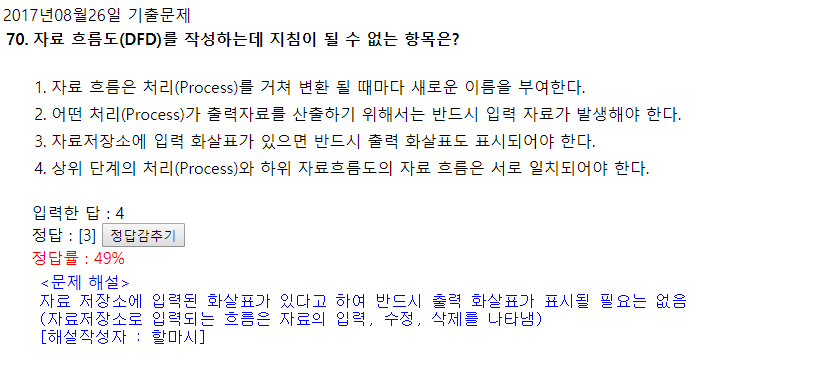 2017년08월26일 기출문제
70. 자료 흐름도(DFD)를 작성하는데 지침이 될 수 없는 항목은?
1. 자료 흐름은 처리(Process)를 거쳐 변환 될 때마다 새로운 이름을 부여한다.
2. 어떤 처리(Process)가 출력자료를 산출하기 위해서는 반드시 입력 자료가 발생해야 한다.
3. 자료저장소에 입력 화살표가 있으면 반드시 출력 화살표도 표시되어야 한다.
4. 상위 단계의 처리(Process)와 하위 자료흐름도의 자료 흐름은 서로 일치되어야 한다.
입력한 답 : 4
정답 : [3] 정답감추기
정답률 : 49%
<문제 해설>
자료 저장소에 입력된 화살표가 있다고 하여 반드시 출력 화살표가 표시될 필요는 없음
(자료저장소로 입력되는 흐름은 자료의 입력, 수정, 삭제를 나타냄)
[해설작성자 : 할마시]